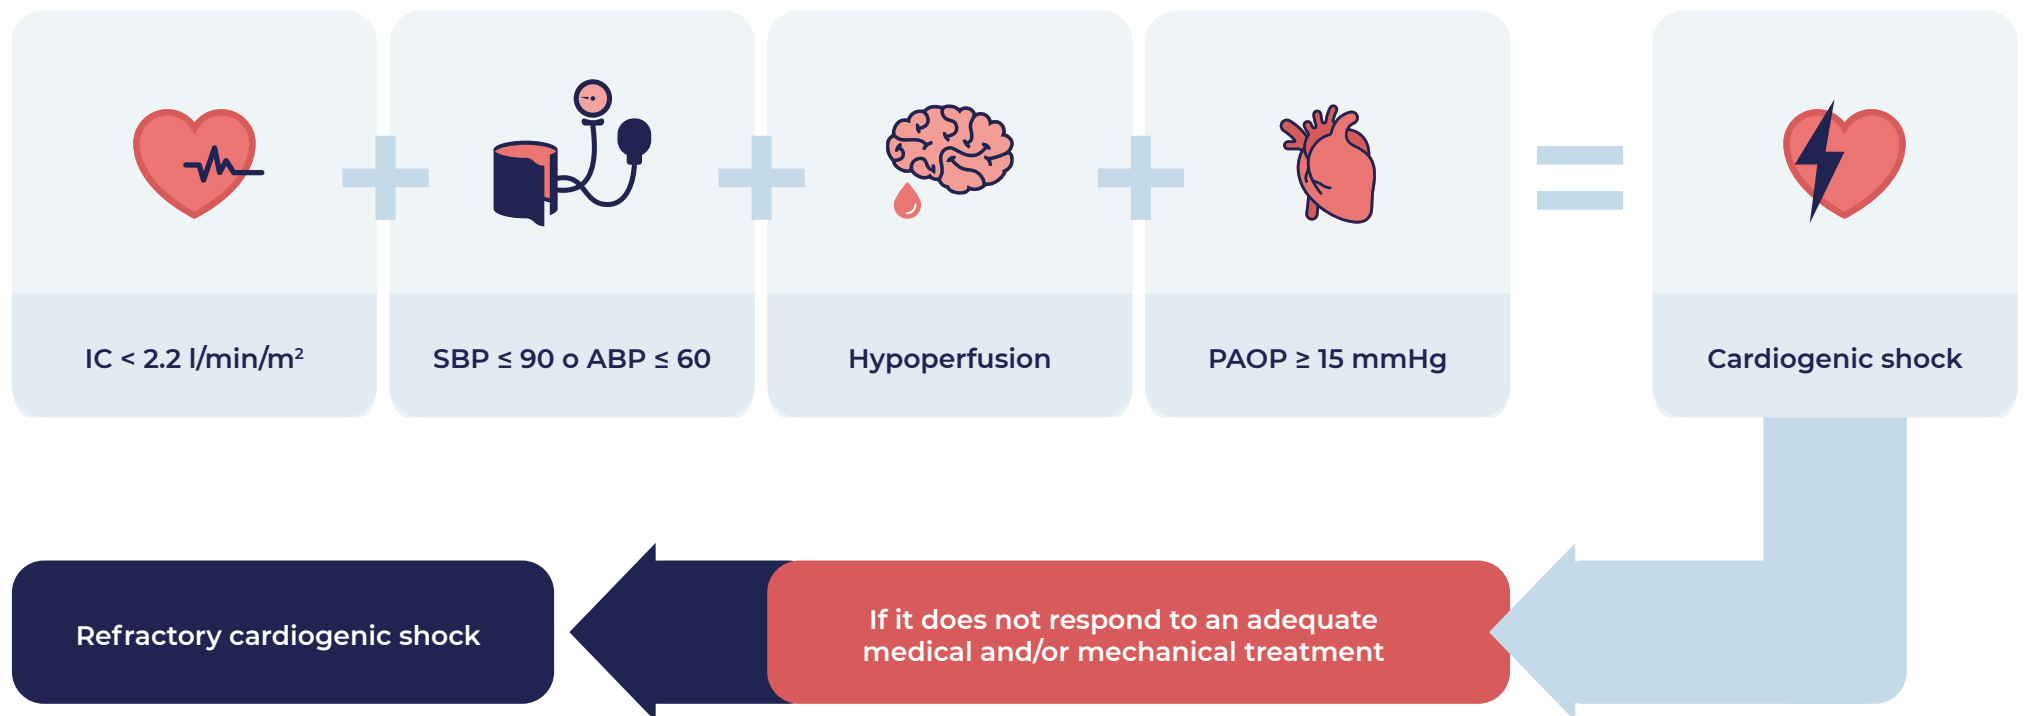 IC < 2.2 l/min/m²
SBP ≤ 90 o ABP ≤ 60
Hypoperfusion
PAOP ≥ 15 mmHg
Cardiogenic shock
If it does not respond to an adequate
medical and/or mechanical treatment
Refractory cardiogenic shock